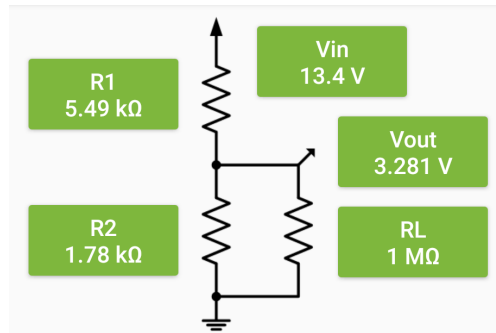 Vin
13.4 V
R1
5.49 kΩ
Vout
3.281 V
R2
1.78 kΩ
RL
1 MΩ